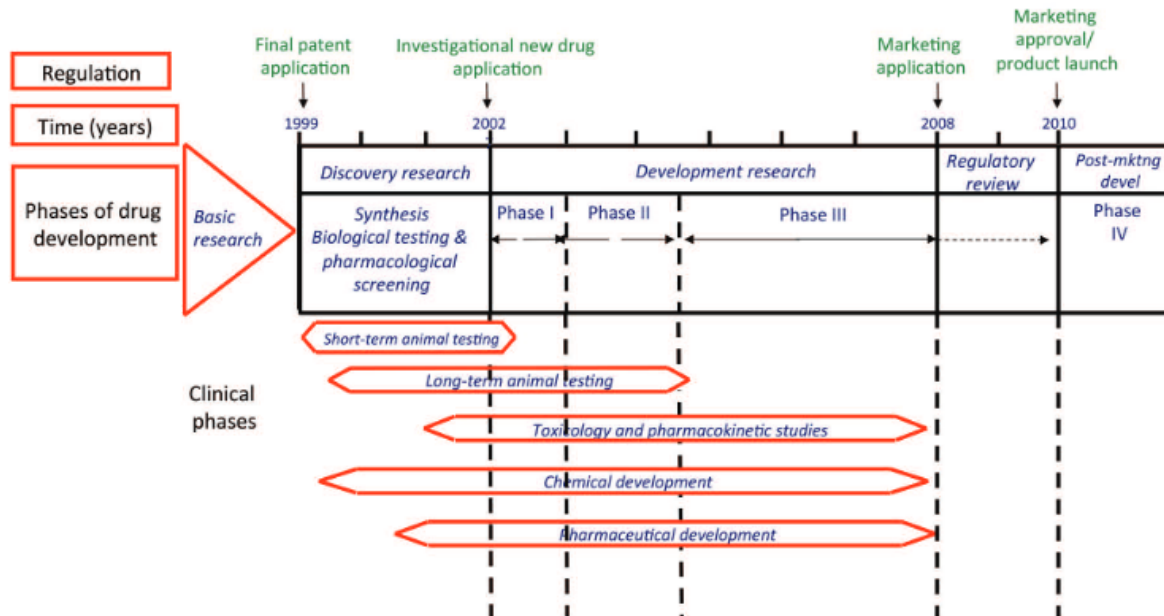 Regulation
Final patent
application
Investigational new drug
application
Marketing
application
Marketing
approval/
product launch
Time (years)
1999
2002
2008
2010
Phases of drug
development
Basic
research
Discovery research
Development research
Regulatory
review
Post-mktng
devel
Synthesis
Biological testing &
pharmacological
screening
Phase I
Phase II
Phase III
Phase
IV
Clinical
phases
Short-term animal testing
Long-term animal testing
Toxicology and pharmacokinetic studies
Chemical development
Pharmaceutical development